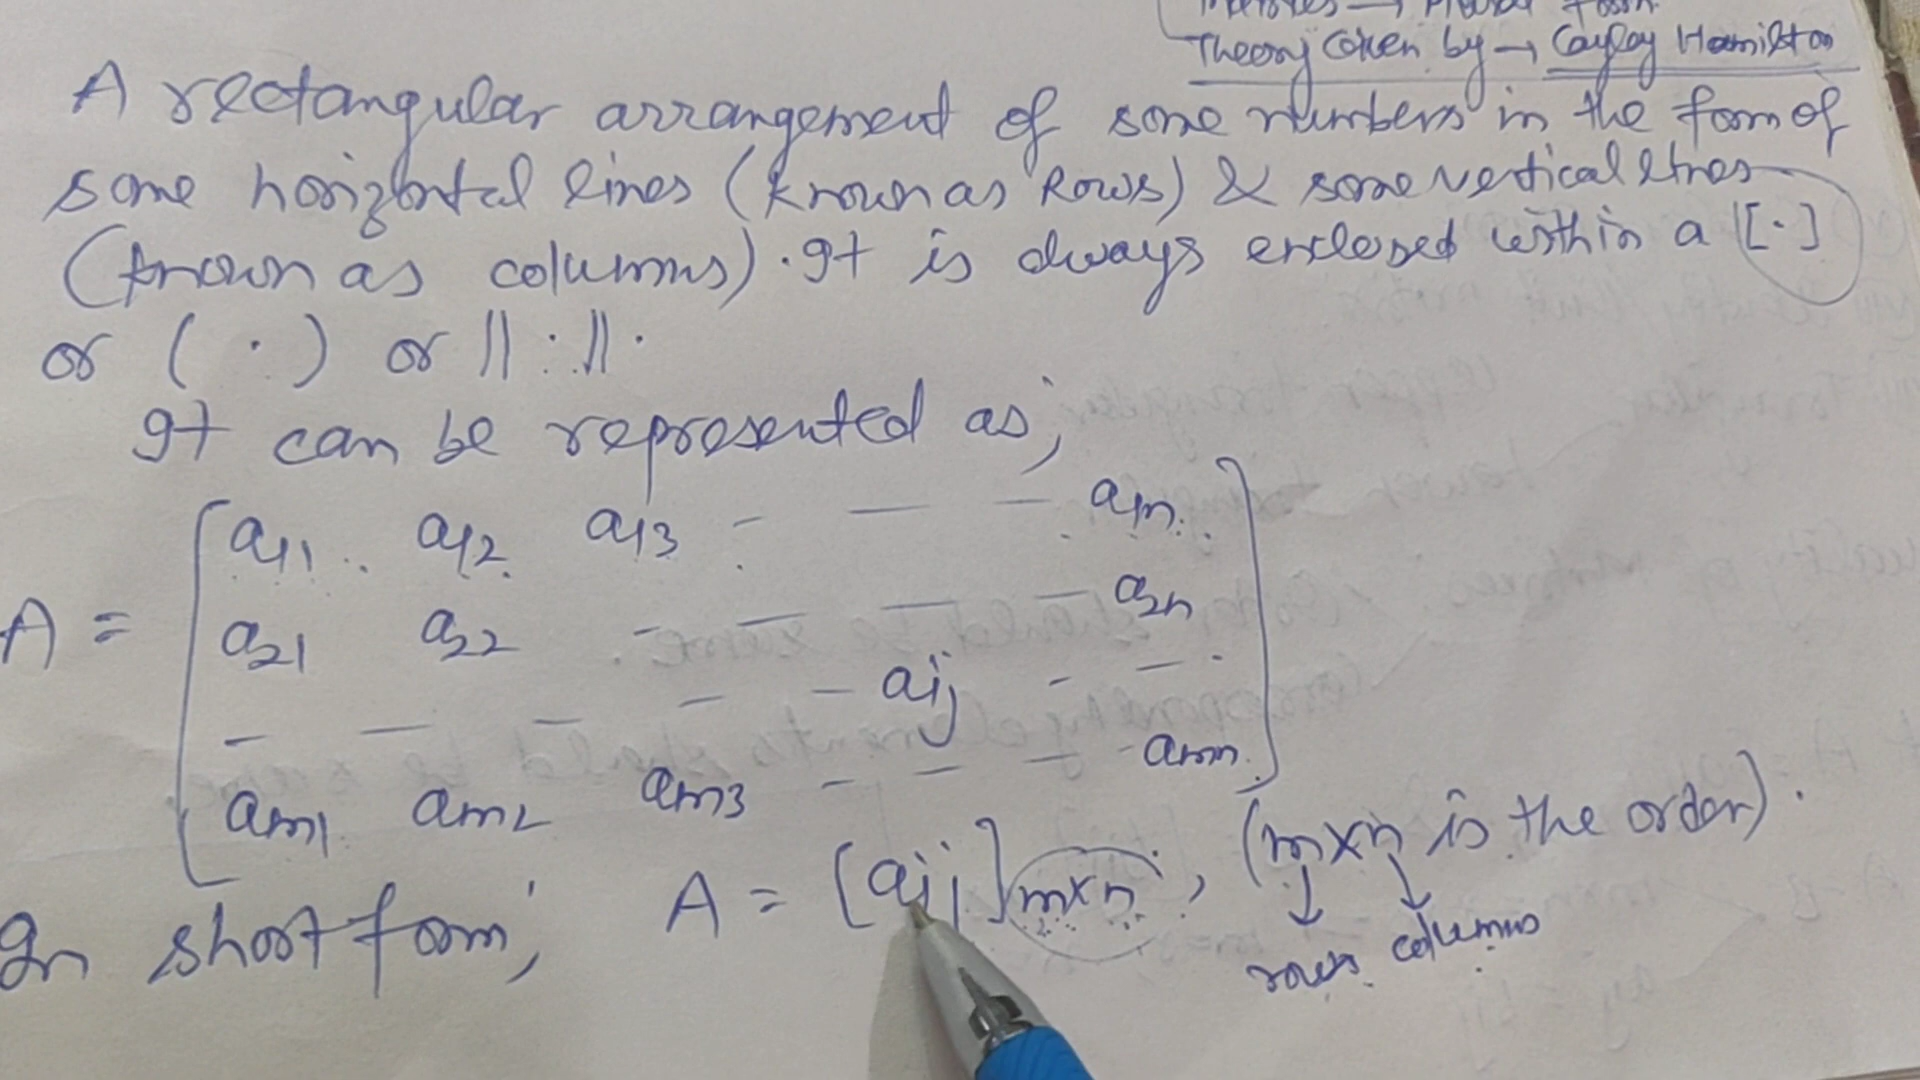 Matrices → Plural form
Theory Given by → Cayley Hamilton
A rectangular arrangement of some numbers in the form of
some horizontal lines (known as Rows) & some vertical lines
(known as columns). It is always enclosed within a [·]
or ( · ) or || : ||.
It can be represented as,
A = [ a11 a12 a13 - - - a1n
a21 a22 - - - - a2n
- - - - - aij - -
am1 am2 am3 - - - amn ]
In short form, A = [aij]m×n, (m×n is the order).
rows columns